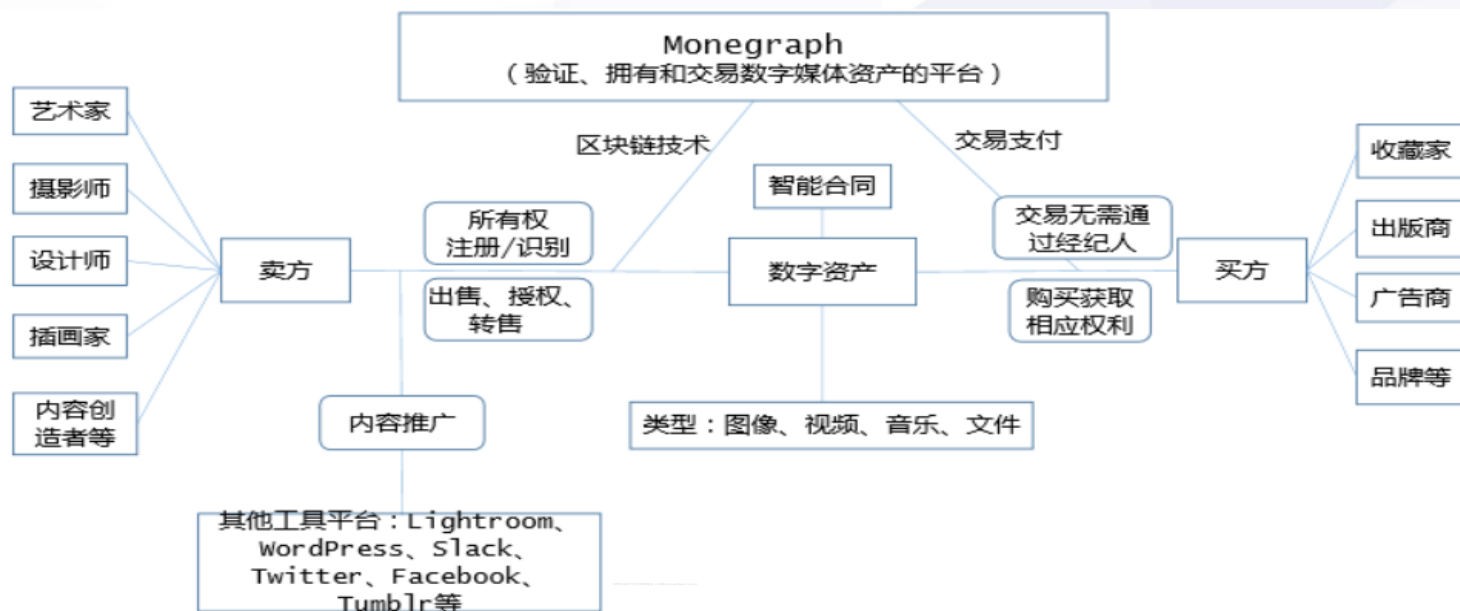 Monegraph
（验证、拥有和交易数字媒体资产的平台）
艺术家
摄影师
设计师
插画家
内容创
造者等
卖方
区块链技术
交易支付
所有权
注册/识别
出售、授权、
转售
智能合同
数字资产
交易无需通
过经纪人
购买获取
相应权利
买方
收藏家
出版商
广告商
品牌等
内容推广
类型：图像、视频、音乐、文件
其他工具平台：Lightroom、
WordPress、Slack、
Twitter、Facebook、
Tumblr等